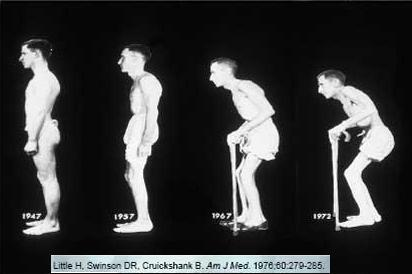 1947 1957 1967 1972
Little H, Swinson DR, Cruickshank B. Am J Med. 1976;60:279-285.